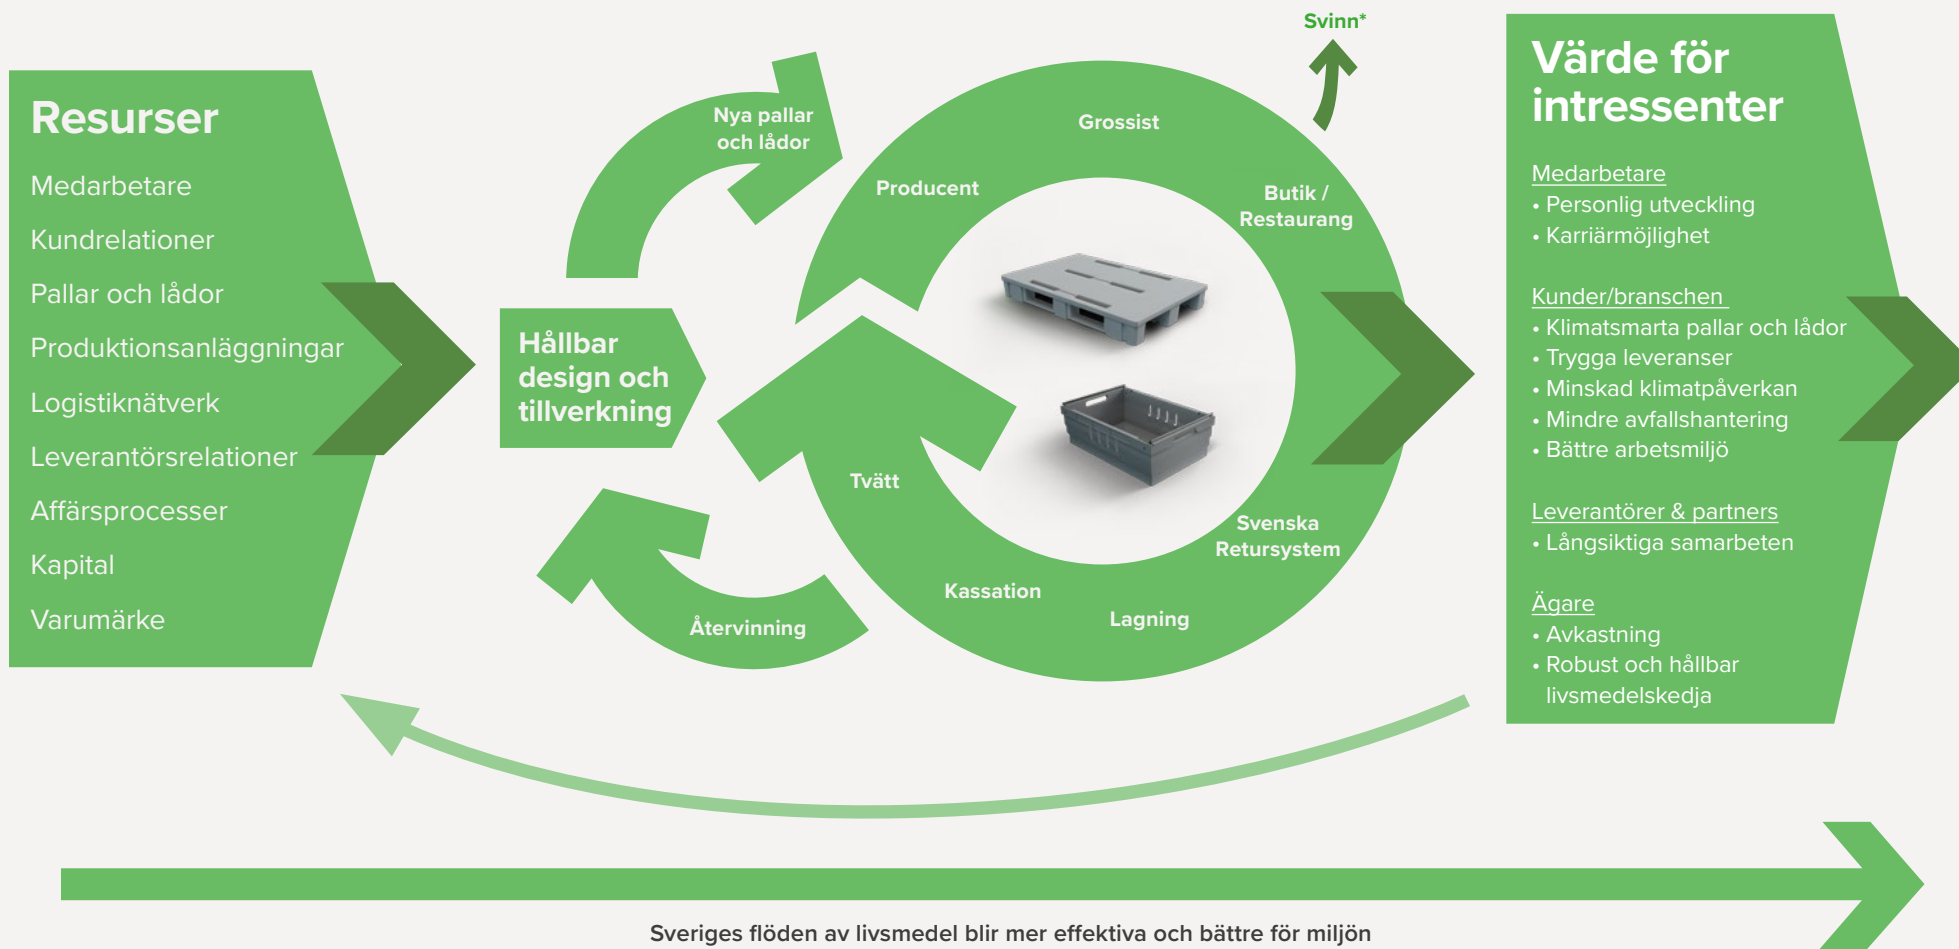 Resurser
Medarbetare
Kundrelationer
Pallar och lådor
Produktionsanläggningar
Logistiknätverk
Leverantörsrelationer
Affärsprocesser
Kapital
Varumärke
Hållbar
design och
tillverkning
Nya pallar
och lådor
Återvinning
Producent
Grossist
Butik /
Restaurang
Svinn*
Svenska
Retursystem
Lagning
Kassation
Tvätt
Värde för
intressenter
Medarbetare
• Personlig utveckling
• Karriärmöjlighet
Kunder/branschen
• Klimatsmarta pallar och lådor
• Trygga leveranser
• Minskad klimatpåverkan
• Mindre avfallshantering
• Bättre arbetsmiljö
Leverantörer & partners
• Långsiktiga samarbeten
Ägare
• Avkastning
• Robust och hållbar
livsmedelskedja
Sveriges flöden av livsmedel blir mer effektiva och bättre för miljön